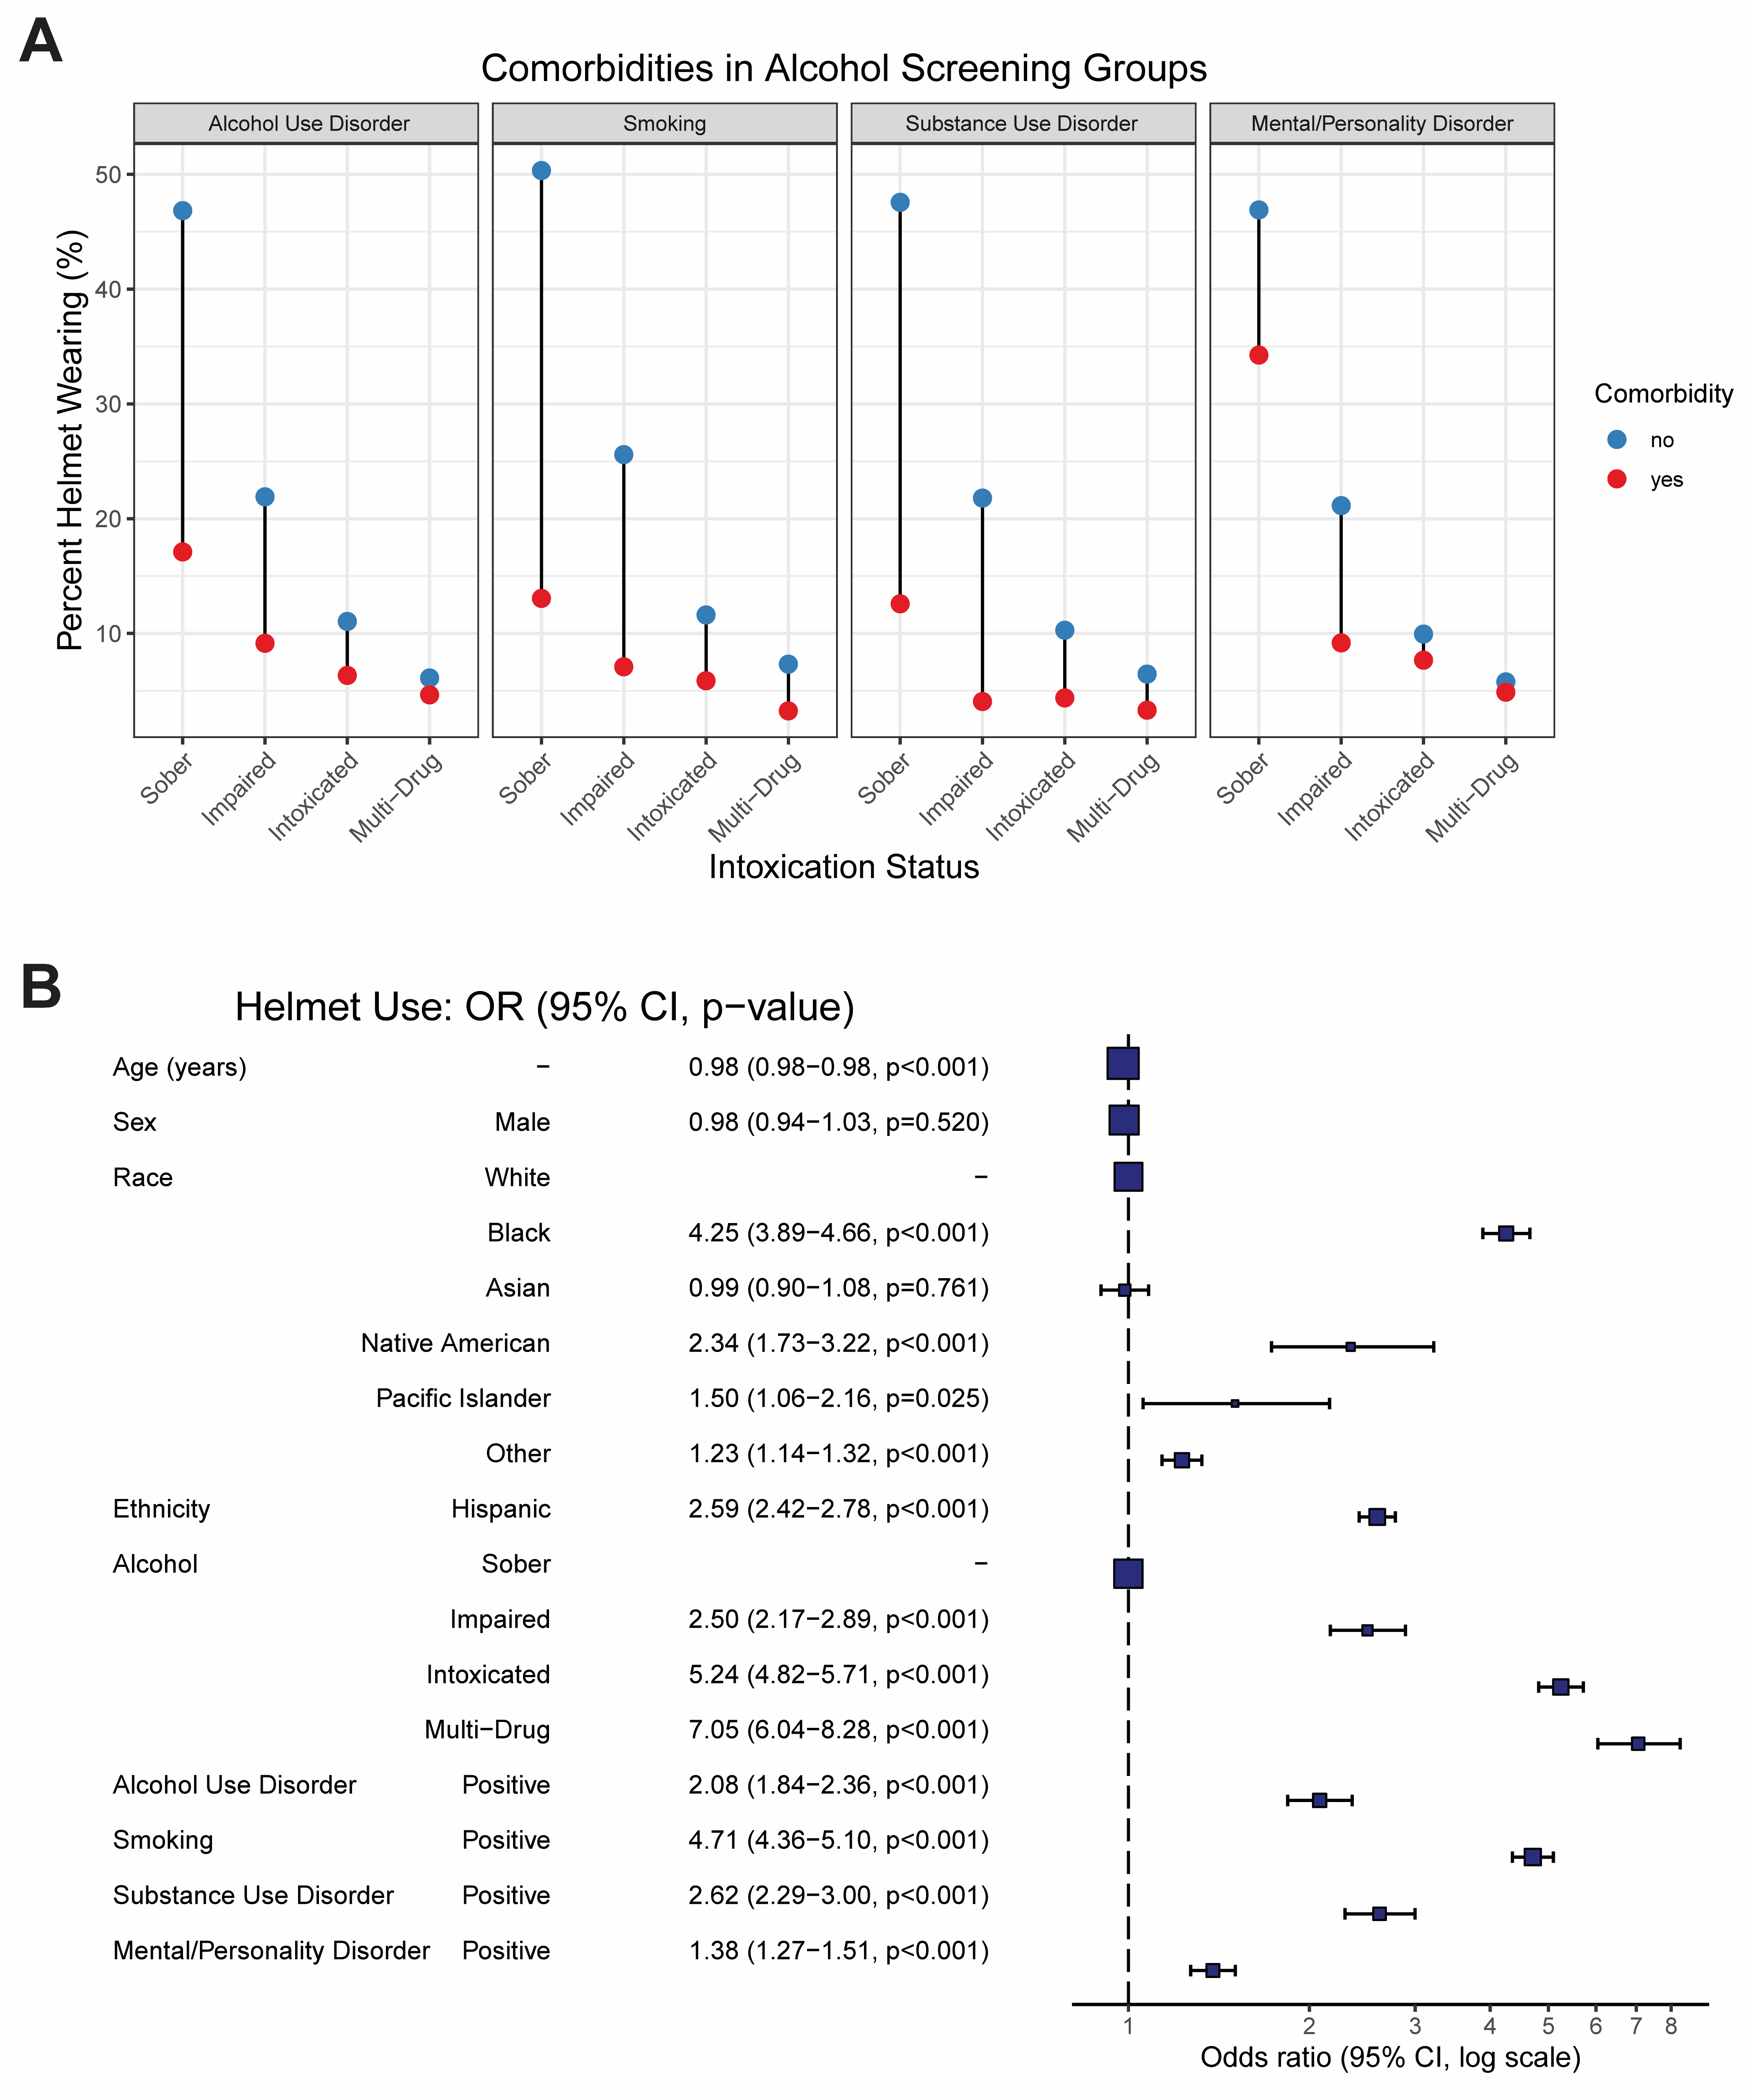 A
Comorbidities in Alcohol Screening Groups
Alcohol Use Disorder
Smoking
Substance Use Disorder
Mental/Personality Disorder
Percent Helmet Wearing (%)
50
40
30
20
10
Sober
Impaired
Intoxicated
Multi−Drug
Sober
Impaired
Intoxicated
Multi−Drug
Sober
Impaired
Intoxicated
Multi−Drug
Sober
Impaired
Intoxicated
Multi−Drug
Intoxication Status
Comorbidity
no
yes
B
Helmet Use: OR (95% CI, p−value)
Age (years) − 0.98 (0.98−0.98, p<0.001)
Sex Male 0.98 (0.94−1.03, p=0.520)
Race White −
Black 4.25 (3.89−4.66, p<0.001)
Asian 0.99 (0.90−1.08, p=0.761)
Native American 2.34 (1.73−3.22, p<0.001)
Pacific Islander 1.50 (1.06−2.16, p=0.025)
Other 1.23 (1.14−1.32, p<0.001)
Ethnicity Hispanic 2.59 (2.42−2.78, p<0.001)
Alcohol Sober −
Impaired 2.50 (2.17−2.89, p<0.001)
Intoxicated 5.24 (4.82−5.71, p<0.001)
Multi−Drug 7.05 (6.04−8.28, p<0.001)
Alcohol Use Disorder Positive 2.08 (1.84−2.36, p<0.001)
Smoking Positive 4.71 (4.36−5.10, p<0.001)
Substance Use Disorder Positive 2.62 (2.29−3.00, p<0.001)
Mental/Personality Disorder Positive 1.38 (1.27−1.51, p<0.001)
1 2 3 4 5 6 7 8
Odds ratio (95% CI, log scale)